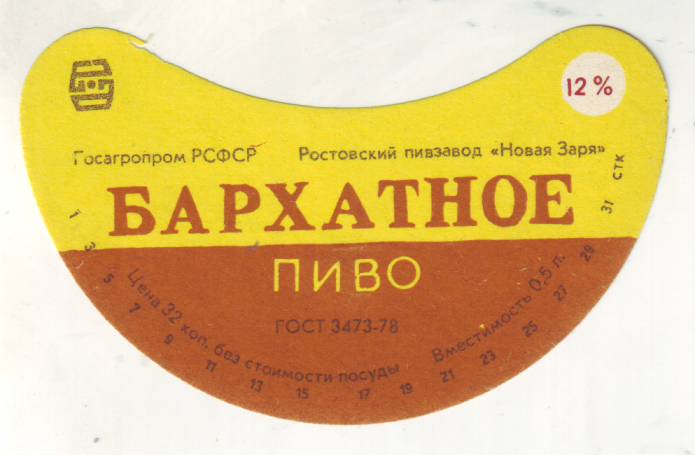 12%
Госагропром РСФСР Ростовский пивзавод «Новая Заря»
БАРХАТНОЕ
ПИВО
ГОСТ 3473-78
Цена 32 коп. без стоимости посуды Вместимость 0,5 л.
1 3 5 7 9 11 13 15 17 19 21 23 25 27 29 31 СТК